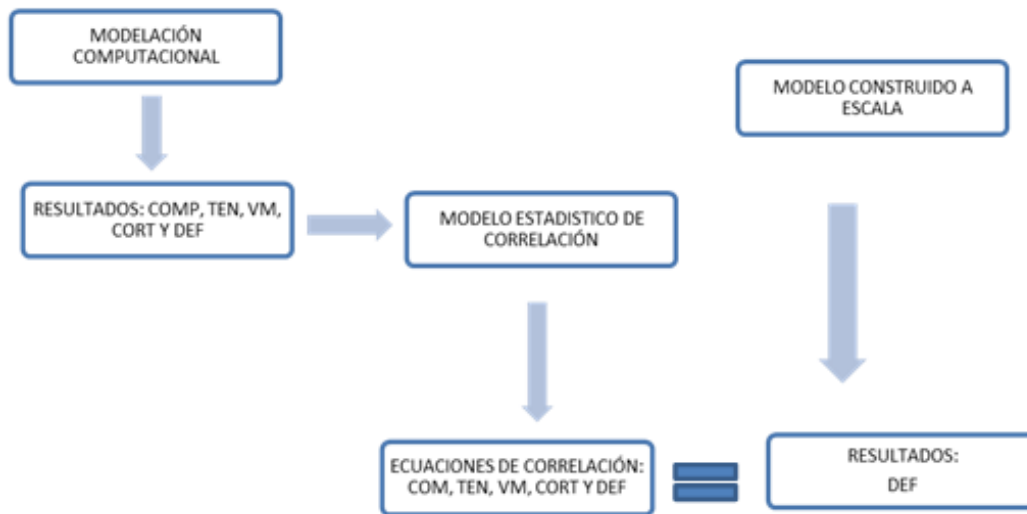 MODELACIÓN
COMPUTACIONAL
MODELO CONSTRUIDO A
ESCALA
RESULTADOS: COMP, TEN, VM,
CORT Y DEF
MODELO ESTADISTICO DE
CORRELACIÓN
ECUACIONES DE CORRELACIÓN:
COM, TEN, VM, CORT Y DEF
RESULTADOS:
DEF